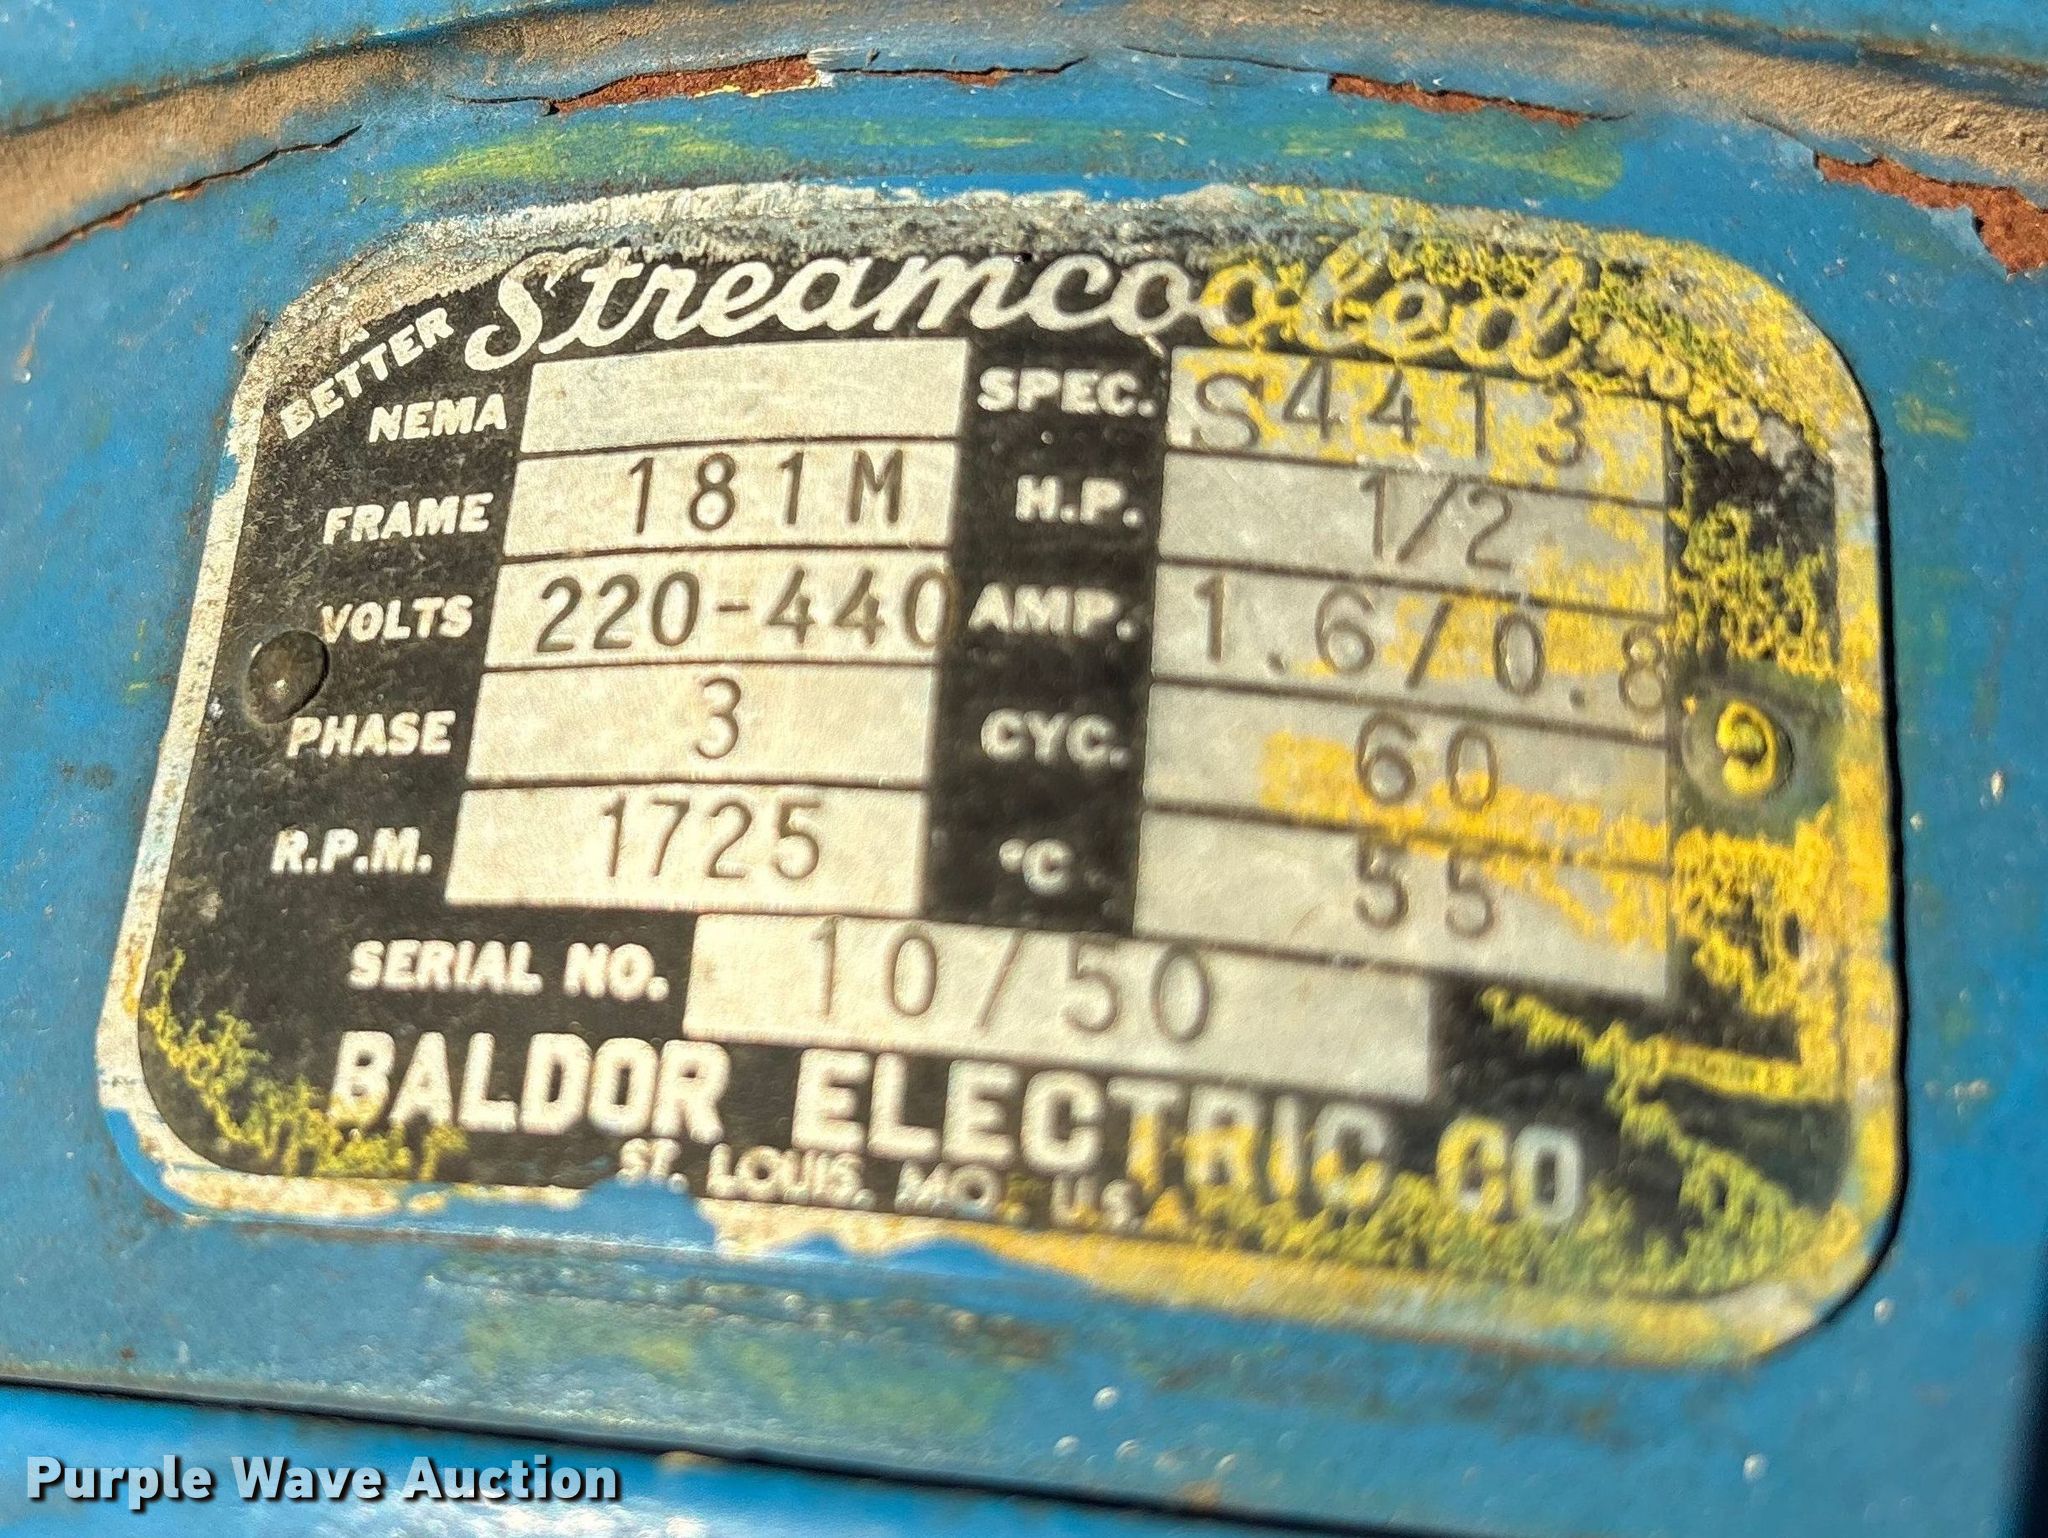 A BETTER Streamcooled MOTOR
NEMA SPEC. S4413
FRAME 181M H.P. 1/2
VOLTS 220-440 AMP. 1.6/0.8
PHASE 3 CYC. 60
R.P.M. 1725 °C 55
SERIAL NO. 10/50
BALDOR ELECTRIC CO
ST. LOUIS, MO., U.S.A.
Purple Wave Auction